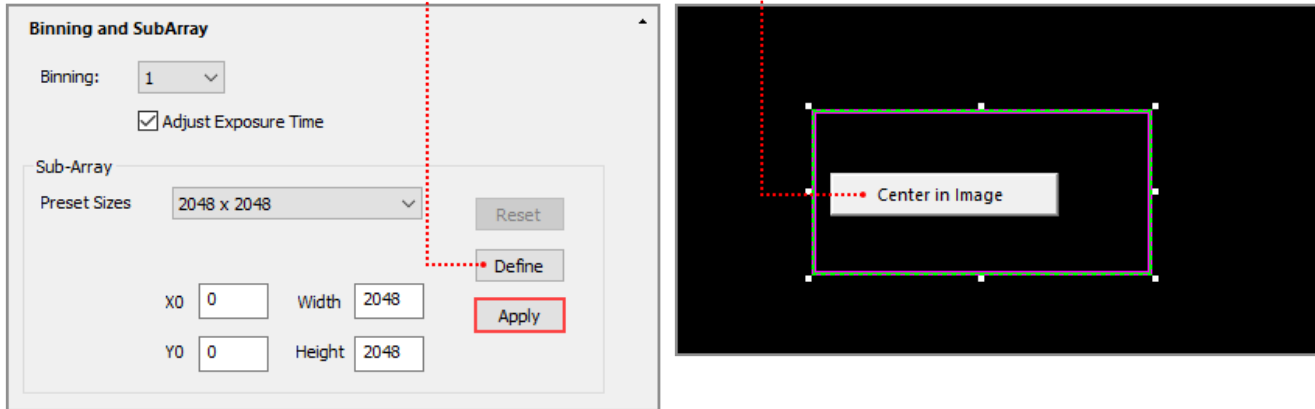 Binning and SubArray
Binning: 1
Adjust Exposure Time
Sub-Array
Preset Sizes 2048 x 2048
Reset
Define
X0 0 Width 2048
Apply
Y0 0 Height 2048
Center in Image